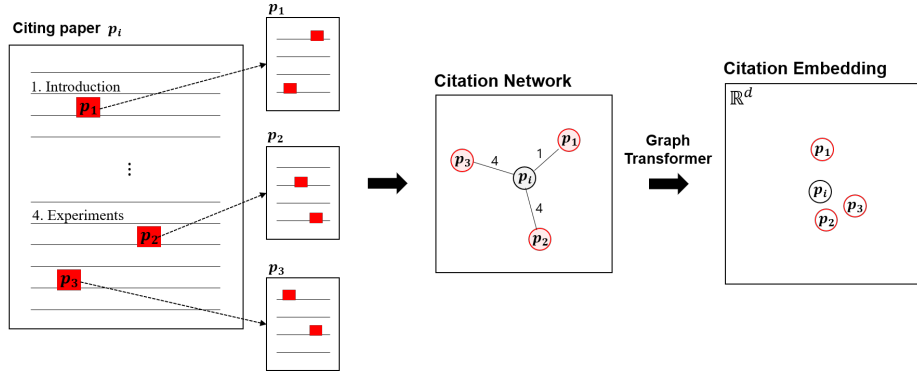 Citing paper p_i
1. Introduction
p_1
⋮
4. Experiments
p_2
p_3
p_1
p_2
p_3
Citation Network
p_3
4
1
p_1
p_i
4
p_2
Graph
Transformer
Citation Embedding
ℝ^d
p_1
p_i
p_2
p_3